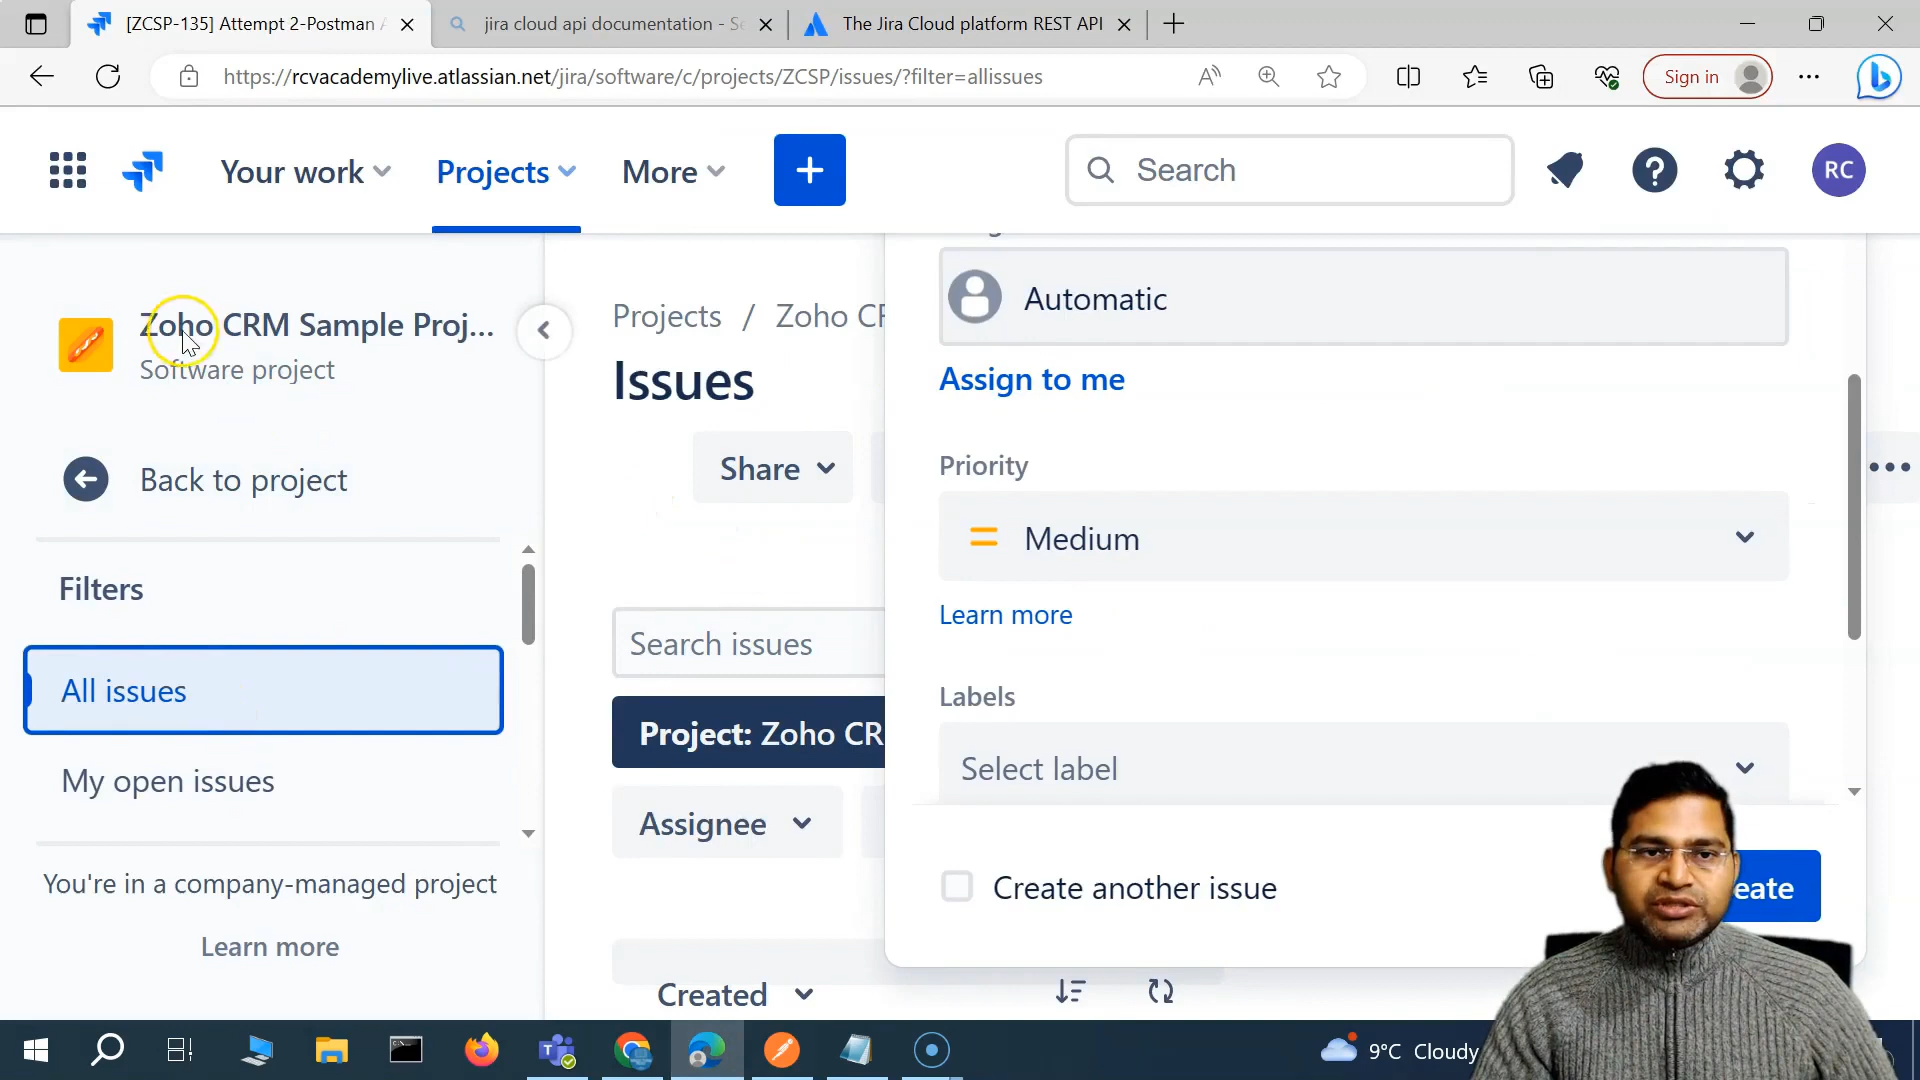 [ZCSP-135] Attempt 2-Postman
jira cloud api documentation - Se
The Jira Cloud platform REST API
https://rcvacademylive.atlassian.net/jira/software/c/projects/ZCSP/issues/?filter=allissues
Sign in
Your work
Projects
More
Search
RC
Zoho CRM Sample Proj...
Software project
Back to project
Filters
All issues
My open issues
You're in a company-managed project
Learn more
Projects / Zoho CR
Issues
Share
Search issues
Project: Zoho CR
Assignee
Created
Automatic
Assign to me
Priority
Medium
Learn more
Labels
Select label
Create another issue
eate
9°C Cloudy